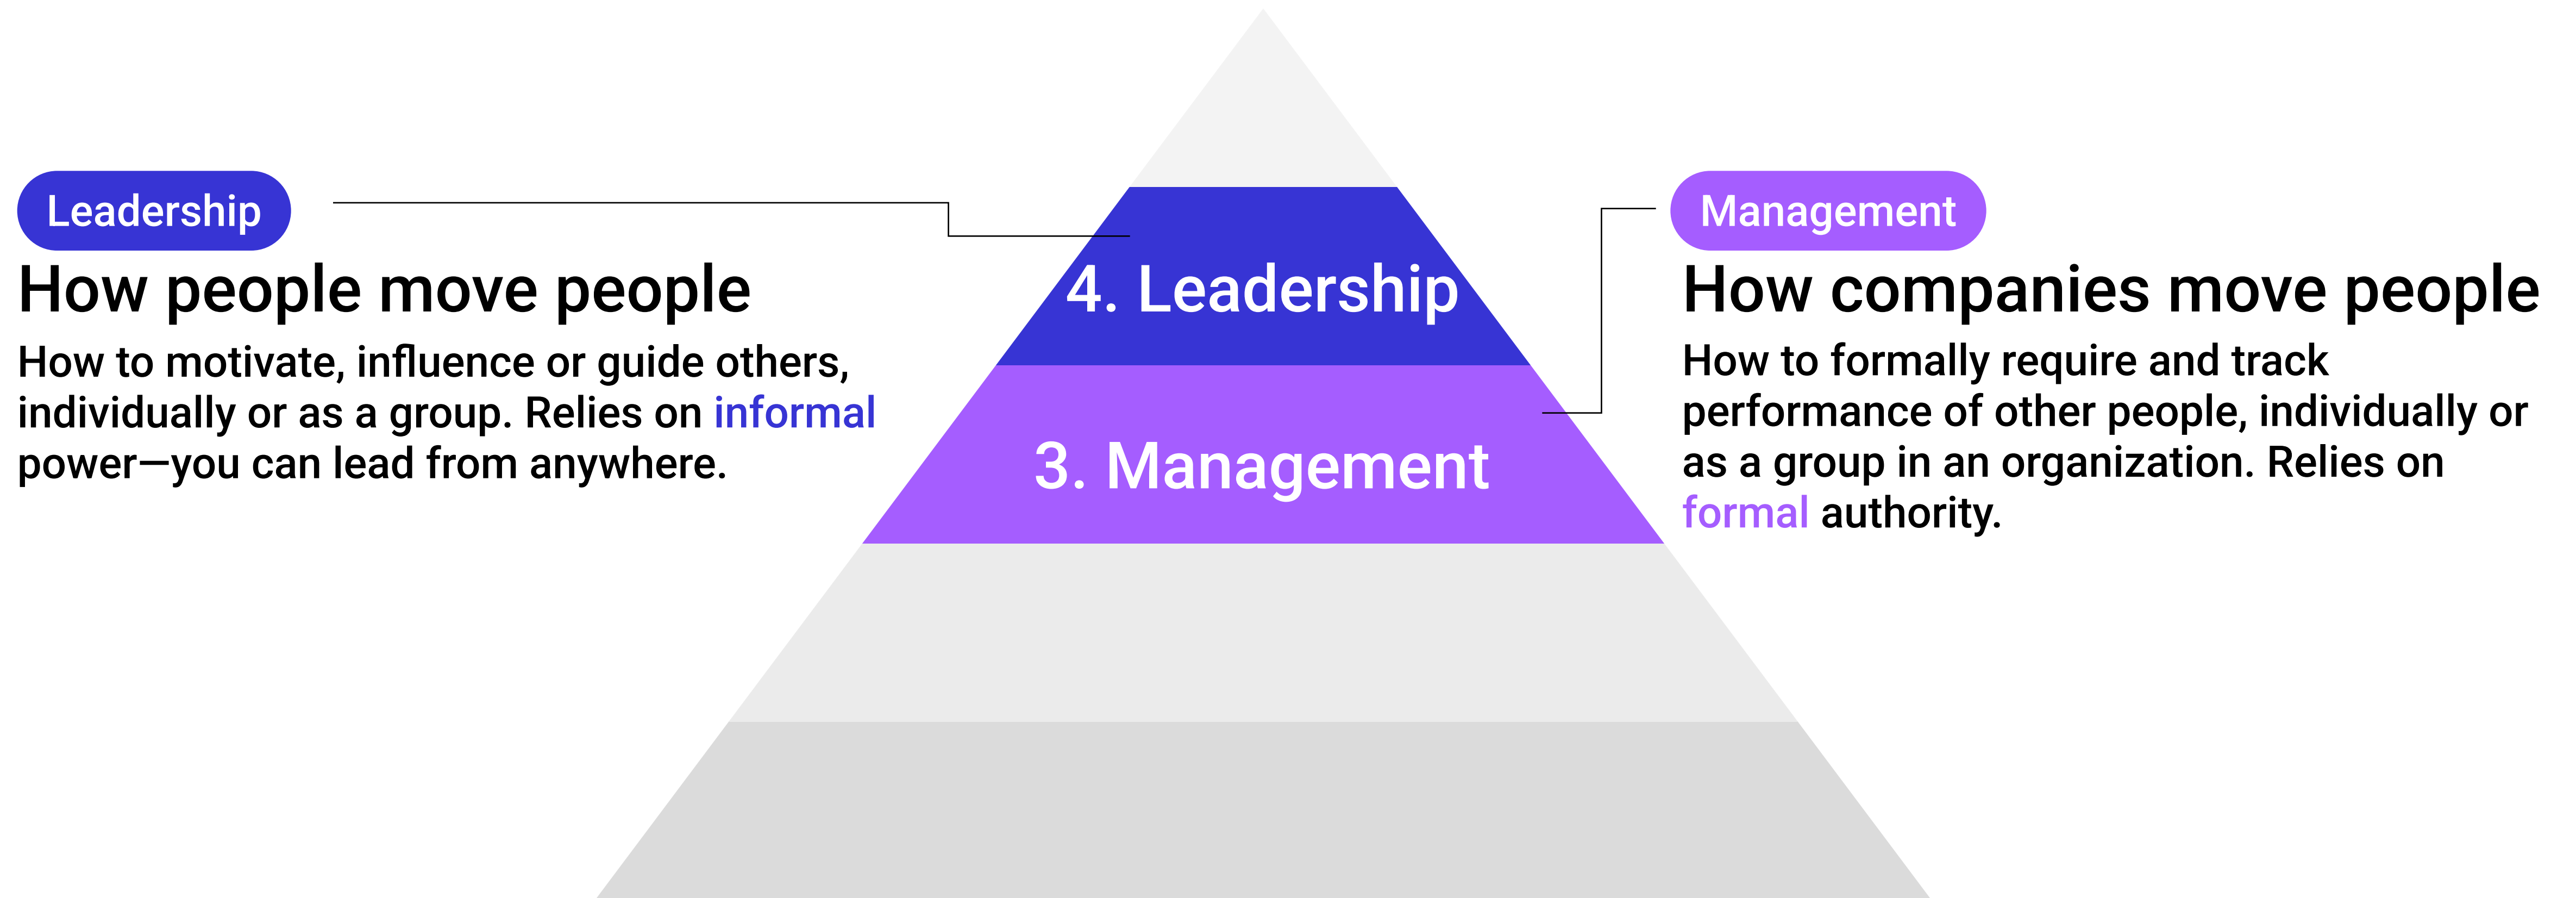 Leadership
How people move people
How to motivate, influence or guide others,
individually or as a group. Relies on informal
power—you can lead from anywhere.
4. Leadership
3. Management
Management
How companies move people
How to formally require and track
performance of other people, individually or
as a group in an organization. Relies on
formal authority.